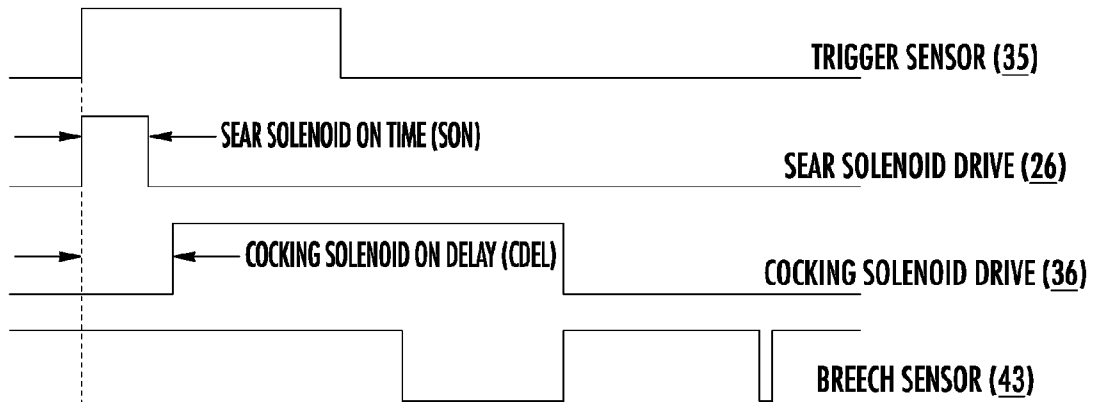 TRIGGER SENSOR (35)
SEAR SOLENOID ON TIME (SON)
SEAR SOLENOID DRIVE (26)
COCKING SOLENOID ON DELAY (CDEL)
COCKING SOLENOID DRIVE (36)
BREECH SENSOR (43)